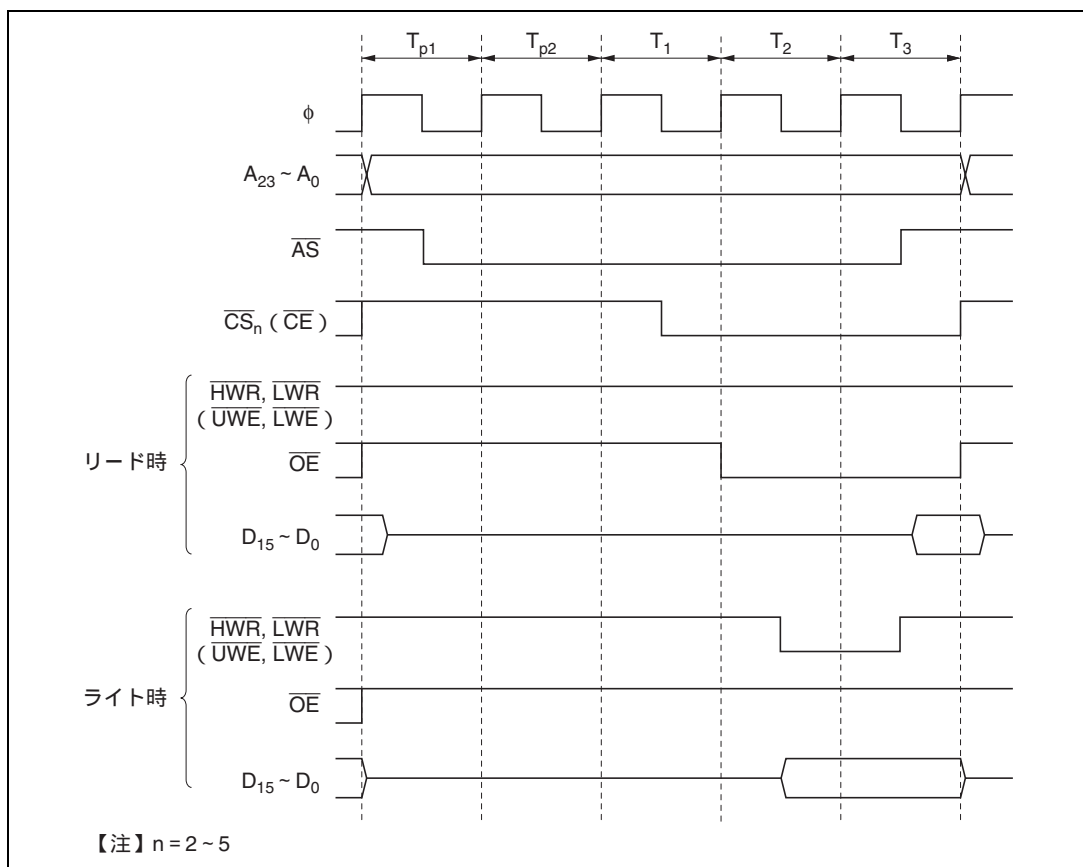 Tp1 Tp2 T1 T2 T3
φ
A23 ~ A0
AS
CSn ( CE )
リード時
HWR, LWR
( UWE, LWE )
OE
D15 ~ D0
ライト時
HWR, LWR
( UWE, LWE )
OE
D15 ~ D0
【注】n = 2 ~ 5